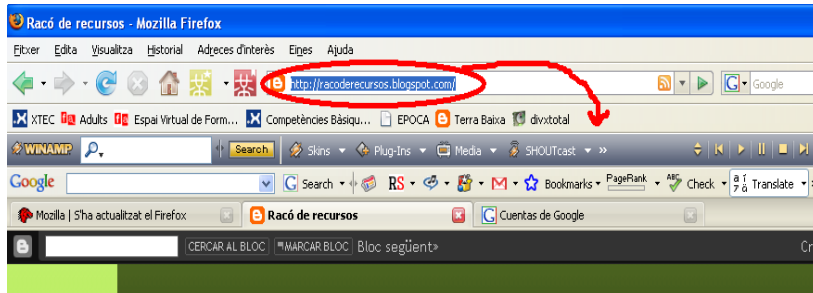 Racó de recursos - Mozilla Firefox
Fitxer Edita Visualitza Historial Adreces d'interès Eines Ajuda
http://racoderecursos.blogspot.com/ G Google
XTEC Adults Espai Virtual de Form... Competències Bàsiqu... EPOCA Terra Baixa divxtotal
WINAMP Search Skins Plug-Ins Media SHOUTcast »
Google G Search RS Bookmarks PageRank ABC Check Translate
Mozilla | S'ha actualitzat el Firefox Racó de recursos G Cuentas de Google
CERCAR AL BLOC MARCAR BLOC Bloc següent» Cr